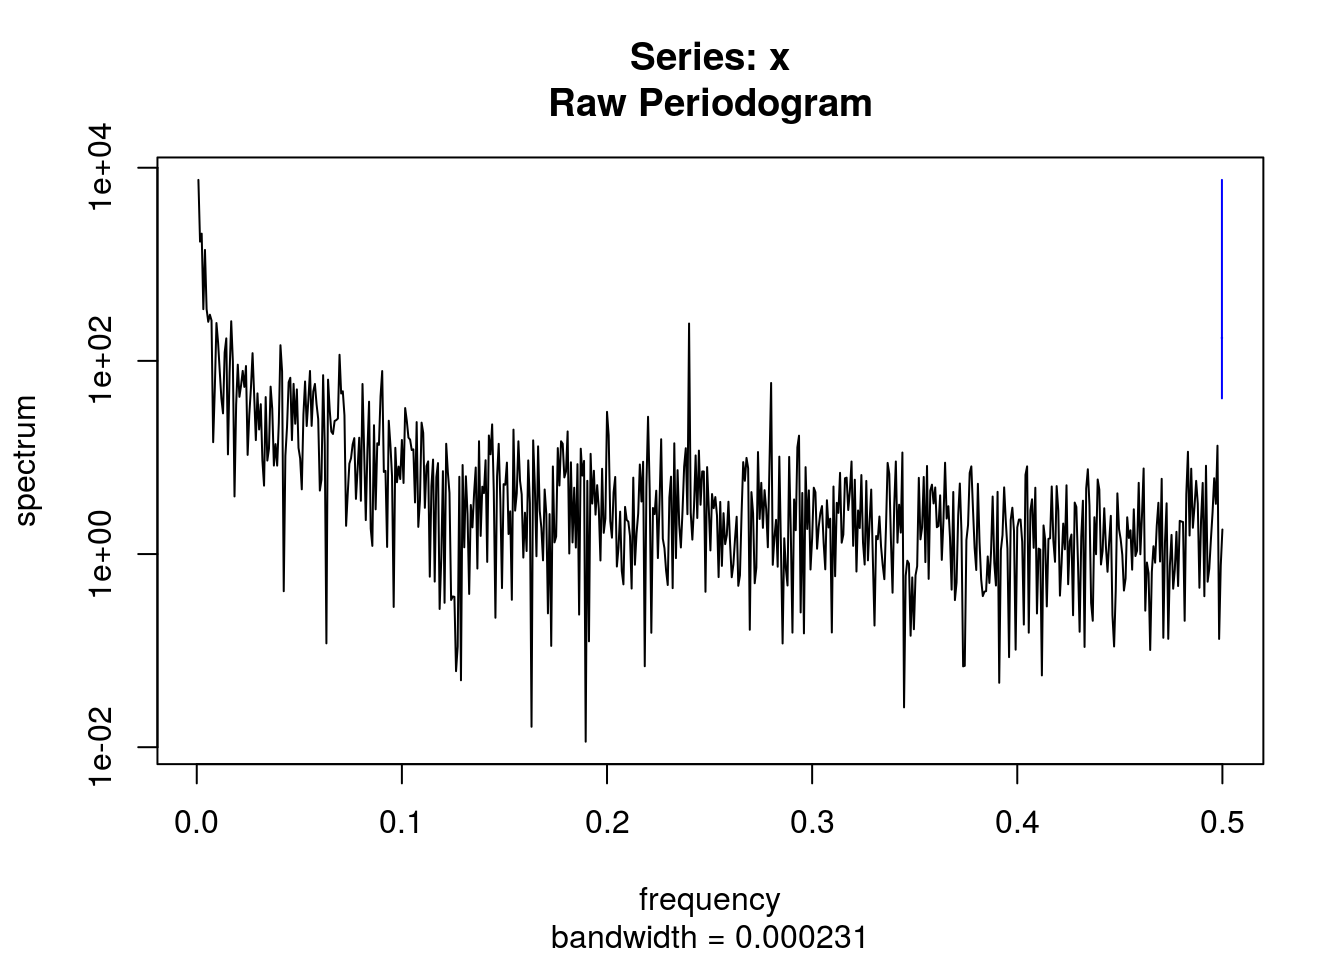 Series: x
Raw Periodogram
spectrum
1e+04
1e+02
1e+00
1e-02
0.0 0.1 0.2 0.3 0.4 0.5
frequency
bandwidth = 0.000231